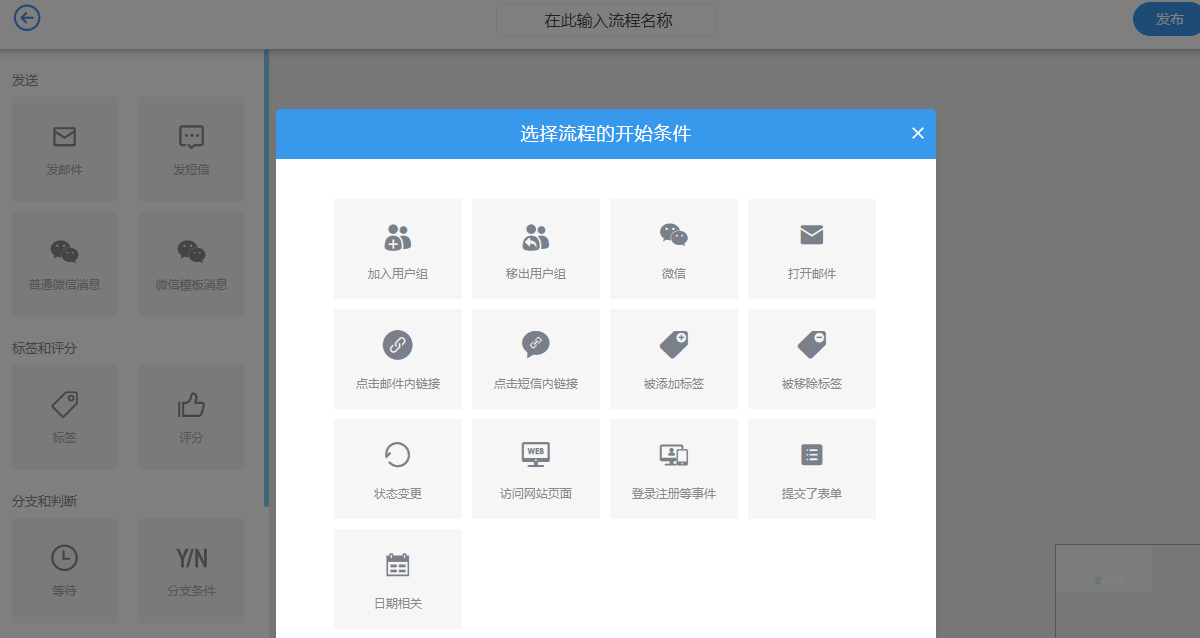 在此输入流程名称
发布
发送
发邮件
发短信
普通微信消息
微信模板消息
标签和评分
标签
评分
分支和判断
等待
Y/N
分支条件
选择流程的开始条件
加入用户组
移出用户组
微信
打开邮件
点击邮件内链接
点击短信内链接
被添加标签
被移除标签
状态变更
WEB
访问网站页面
登录注册等事件
提交了表单
日期相关